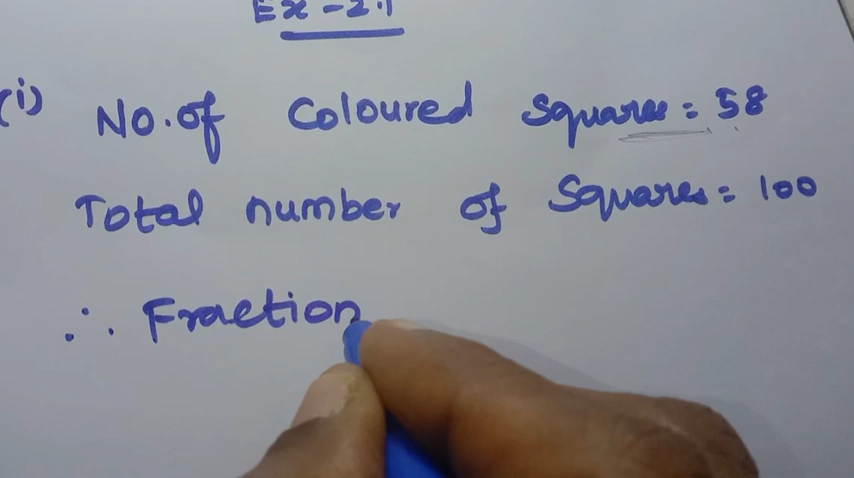 Ex-2.1
(i) No.of Coloured Squares = 58
Total number of Squares = 100
∴ Fraction